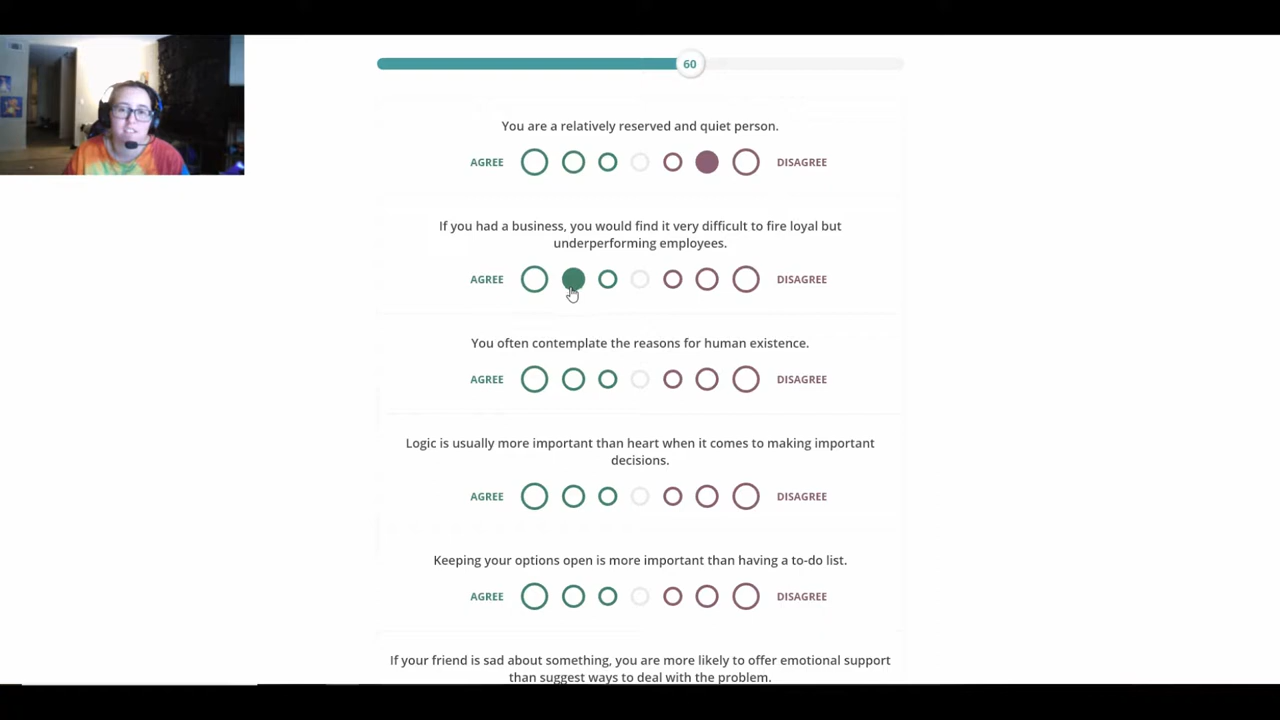 60
You are a relatively reserved and quiet person.
AGREE DISAGREE
If you had a business, you would find it very difficult to fire loyal but
underperforming employees.
AGREE DISAGREE
You often contemplate the reasons for human existence.
AGREE DISAGREE
Logic is usually more important than heart when it comes to making important
decisions.
AGREE DISAGREE
Keeping your options open is more important than having a to-do list.
AGREE DISAGREE
If your friend is sad about something, you are more likely to offer emotional support
than suggest ways to deal with the problem.